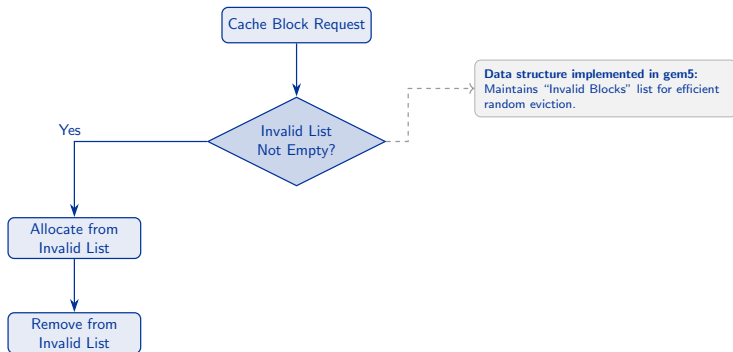 Cache Block Request
Data structure implemented in gem5:
Maintains “Invalid Blocks” list for efficient
random eviction.
Invalid List
Not Empty?
Yes
Allocate from
Invalid List
Remove from
Invalid List